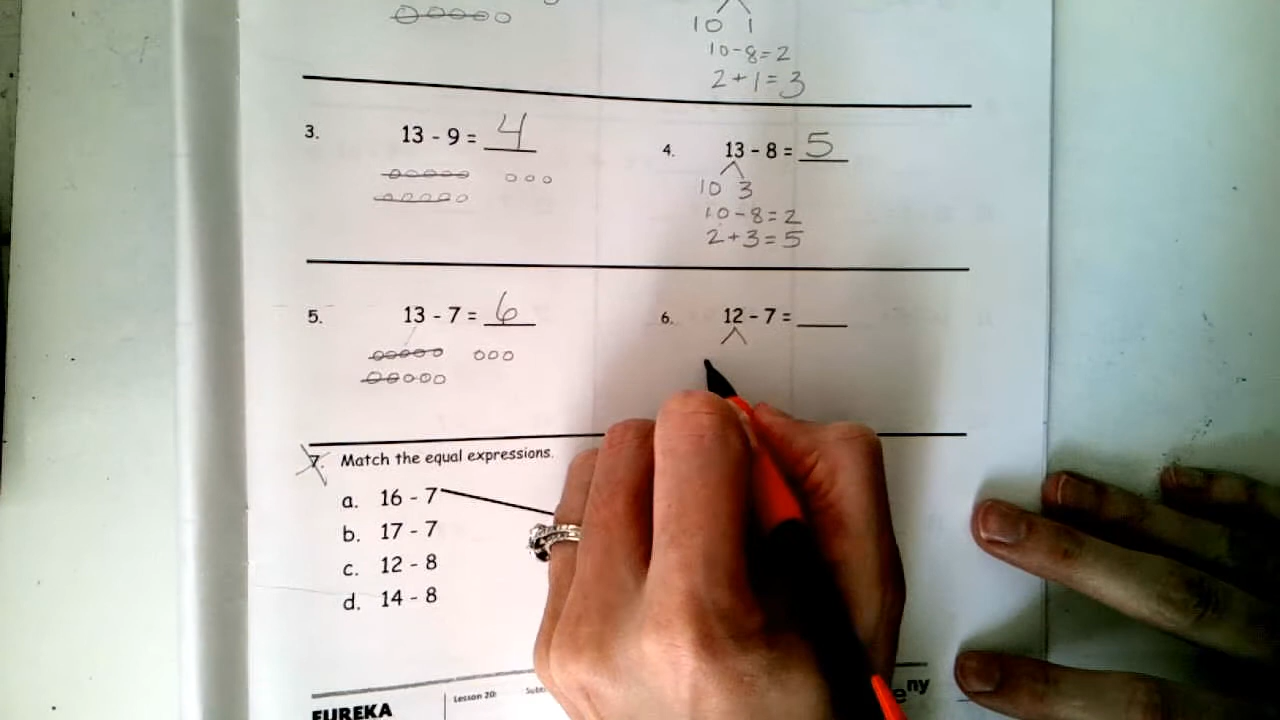 10 1
10-8=2
2+1=3
3. 13 - 9 = 4
4. 13 - 8 = 5
10 3
10-8=2
2+3=5
5. 13 - 7 = 6
6. 12 - 7 = ___
7. Match the equal expressions.
a. 16 - 7
b. 17 - 7
c. 12 - 8
d. 14 - 8
EUREKA
Lesson 20:
ny